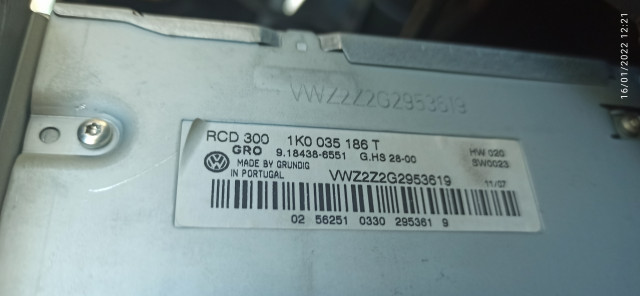 VWZ2Z2G2953619
RCD 300 1K0 035 186 T
GRO 9.18438-6551 G.HS 28-00
HW 020
SW0023
MADE BY GRUNDIG
IN PORTUGAL
VWZ2Z2G2953619
11/07
02 56251 0330 295361 9
16/01/2022 12:21